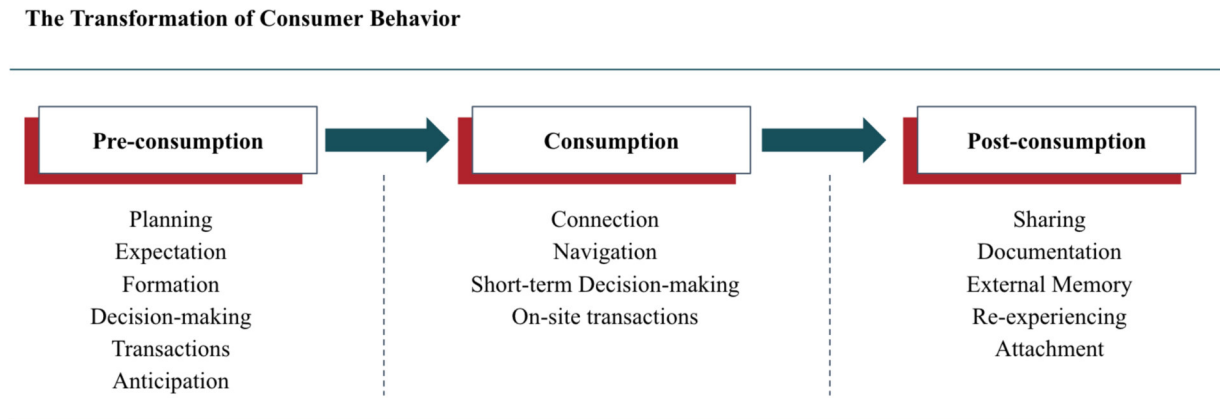 The Transformation of Consumer Behavior
Pre-consumption
Planning
Expectation
Formation
Decision-making
Transactions
Anticipation
Consumption
Connection
Navigation
Short-term Decision-making
On-site transactions
Post-consumption
Sharing
Documentation
External Memory
Re-experiencing
Attachment